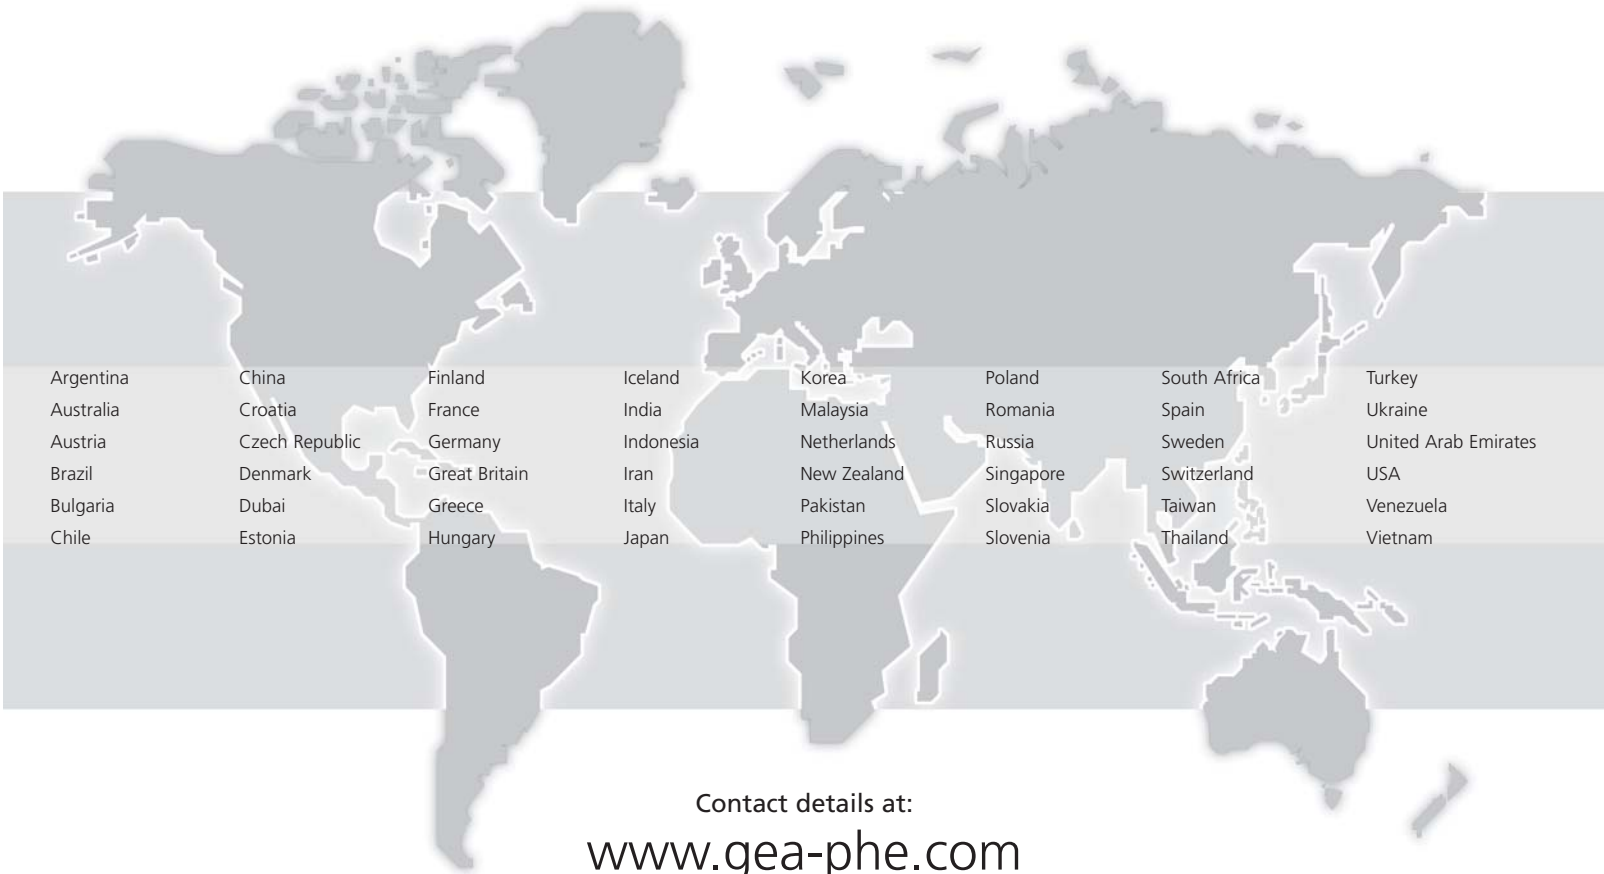 Argentina China Finland Iceland Korea Poland South Africa Turkey
Australia Croatia France India Malaysia Romania Spain Ukraine
Austria Czech Republic Germany Indonesia Netherlands Russia Sweden United Arab Emirates
Brazil Denmark Great Britain Iran New Zealand Singapore Switzerland USA
Bulgaria Dubai Greece Italy Pakistan Slovakia Taiwan Venezuela
Chile Estonia Hungary Japan Philippines Slovenia Thailand Vietnam
Contact details at:
www.gea-phe.com